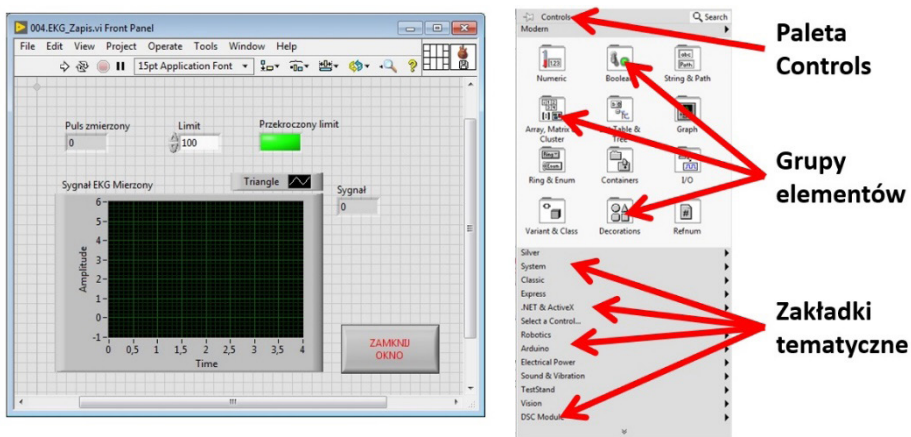 004.EKG_Zapis.vi Front Panel
File Edit View Project Operate Tools Window Help
15pt Application Font
Puls zmierzony
0
Limit
100
Przekroczony limit
Sygnał EKG Mierzony
Triangle
Sygnał
0
Amplitude
6
5
4
3
2
1
0
-1
0 0,5 1 1,5 2 2,5 3 3,5 4
Time
ZAMKNIJ
OKNO
Controls
Search
Modern
Numeric
Boolean
String & Path
Array, Matrix
Cluster
Table &
Tree
Graph
Ring & Enum
Containers
I/O
Variant & Class
Decorations
Refnum
Silver
System
Classic
Express
.NET & ActiveX
Select a Control...
Robotics
Arduino
Electrical Power
Sound & Vibration
TestStand
Vision
DSC Module
Paleta
Controls
Grupy
elementów
Zakładki
tematyczne